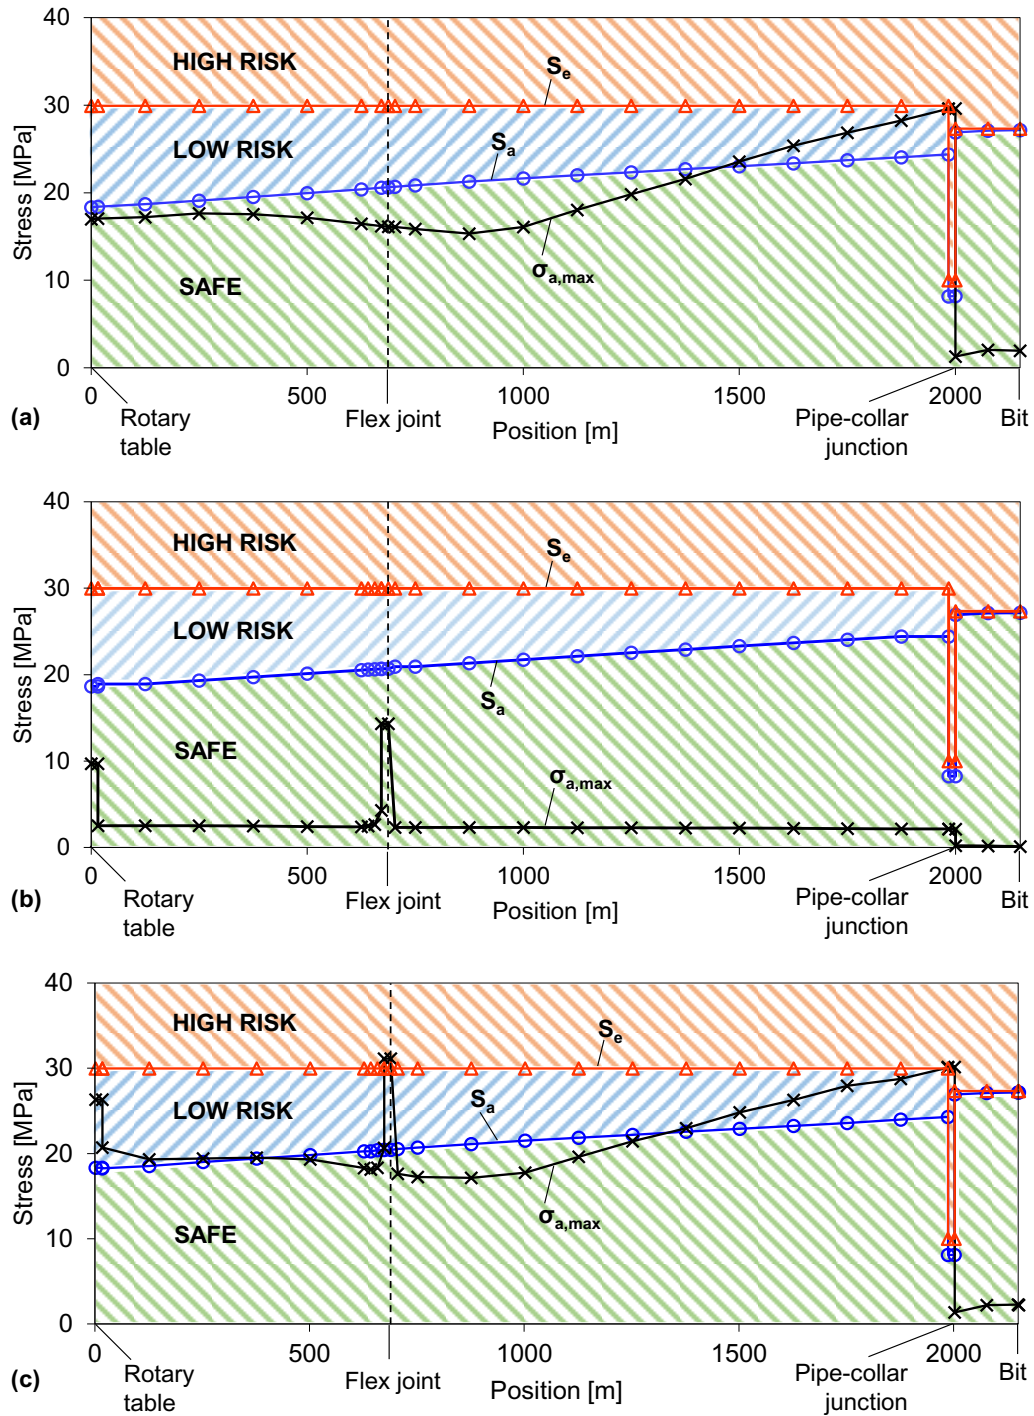 40
HIGH RISK
Sₑ
30
LOW RISK
Sₐ
20
Stress [MPa]
σₐ,max
SAFE
10
0
0 500 1000 1500 2000
(a)
Rotary table
Flex joint
Position [m]
Pipe-collar junction
Bit
40
HIGH RISK
Sₑ
30
LOW RISK
Sₐ
20
Stress [MPa]
SAFE
σₐ,max
10
0
0 500 1000 1500 2000
(b)
Rotary table
Flex joint
Position [m]
Pipe-collar junction
Bit
40
HIGH RISK
Sₑ
30
LOW RISK
Sₐ
20
Stress [MPa]
σₐ,max
SAFE
10
0
0 500 1000 1500 2000
(c)
Rotary table
Flex joint
Position [m]
Pipe-collar junction
Bit